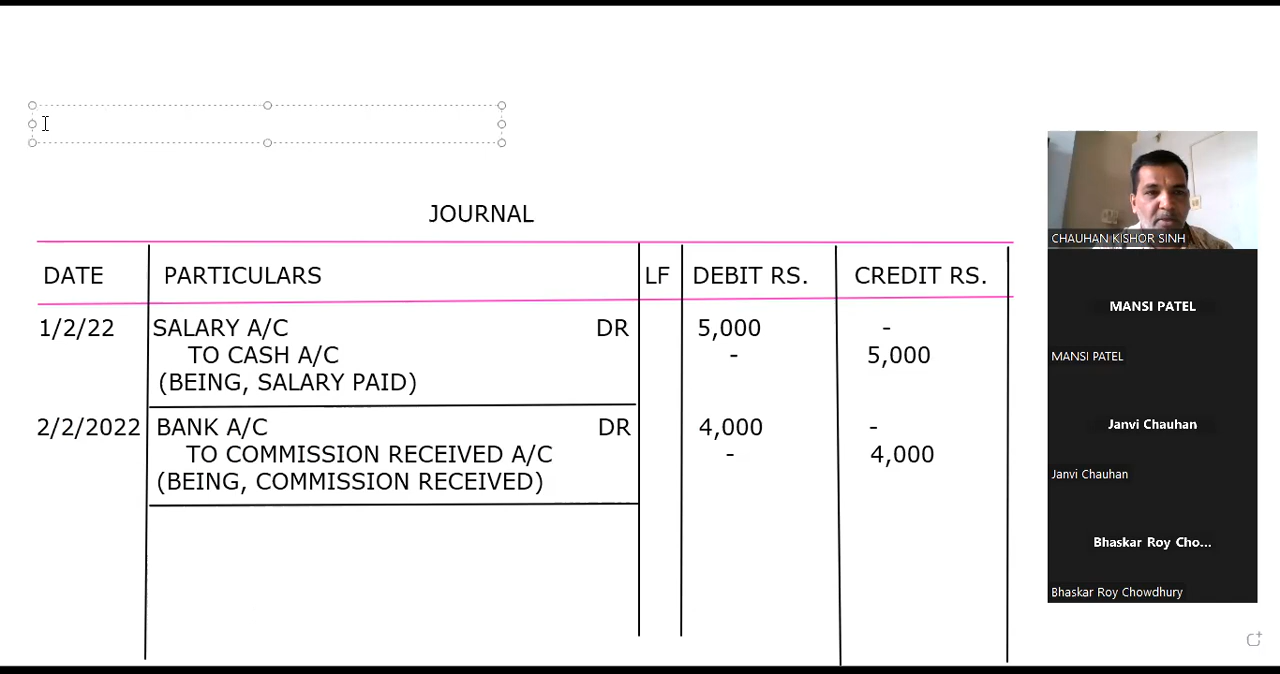 JOURNAL
DATE PARTICULARS LF DEBIT RS. CREDIT RS.
1/2/22 SALARY A/C DR 5,000 -
TO CASH A/C - 5,000
(BEING, SALARY PAID)
2/2/2022 BANK A/C DR 4,000 -
TO COMMISSION RECEIVED A/C - 4,000
(BEING, COMMISSION RECEIVED)
CHAUHAN KISHOR SINH
MANSI PATEL
MANSI PATEL
Janvi Chauhan
Janvi Chauhan
Bhaskar Roy Cho...
Bhaskar Roy Chowdhury